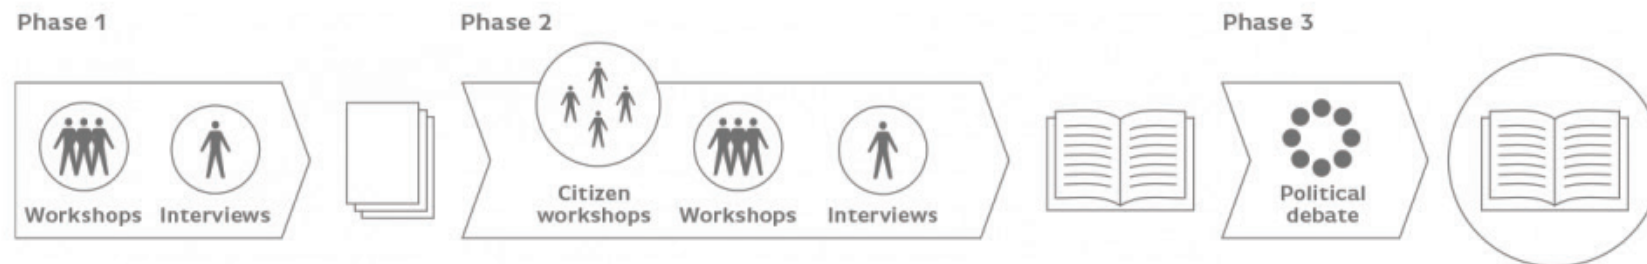 Phase 1
Workshops
Interviews
Phase 2
Citizen
workshops
Workshops
Interviews
Phase 3
Political
debate